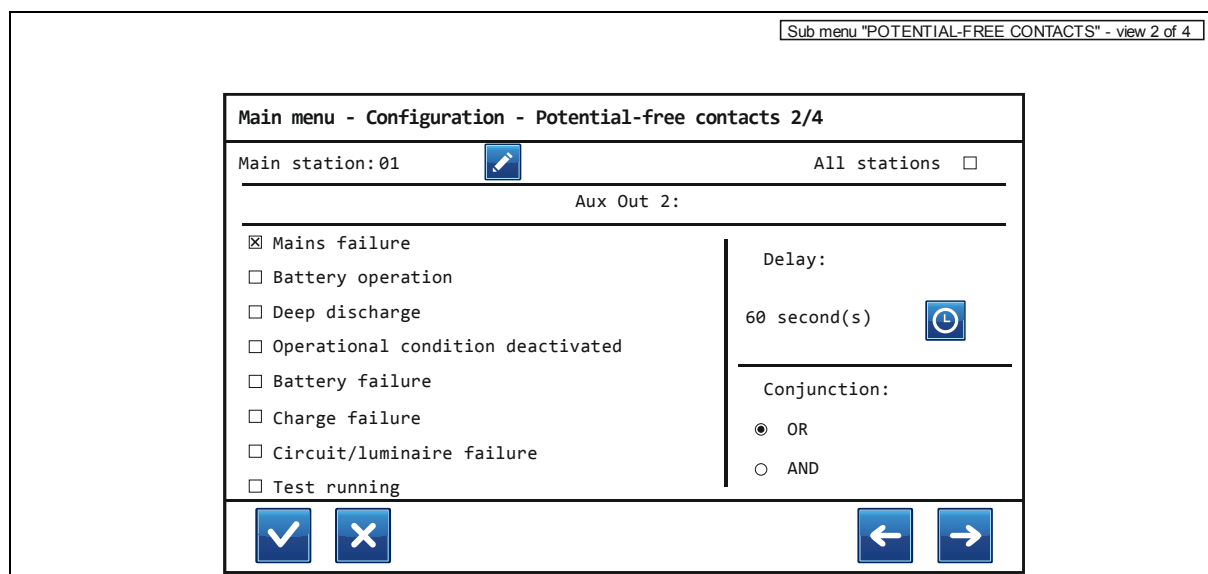 Sub menu "POTENTIAL-FREE CONTACTS" - view 2 of 4
Main menu - Configuration - Potential-free contacts 2/4
Main station: 01
All stations
Aux Out 2:
Mains failure
Battery operation
Deep discharge
Operational condition deactivated
Battery failure
Charge failure
Circuit/luminaire failure
Test running
Delay:
60 second(s)
Conjunction:
OR
AND